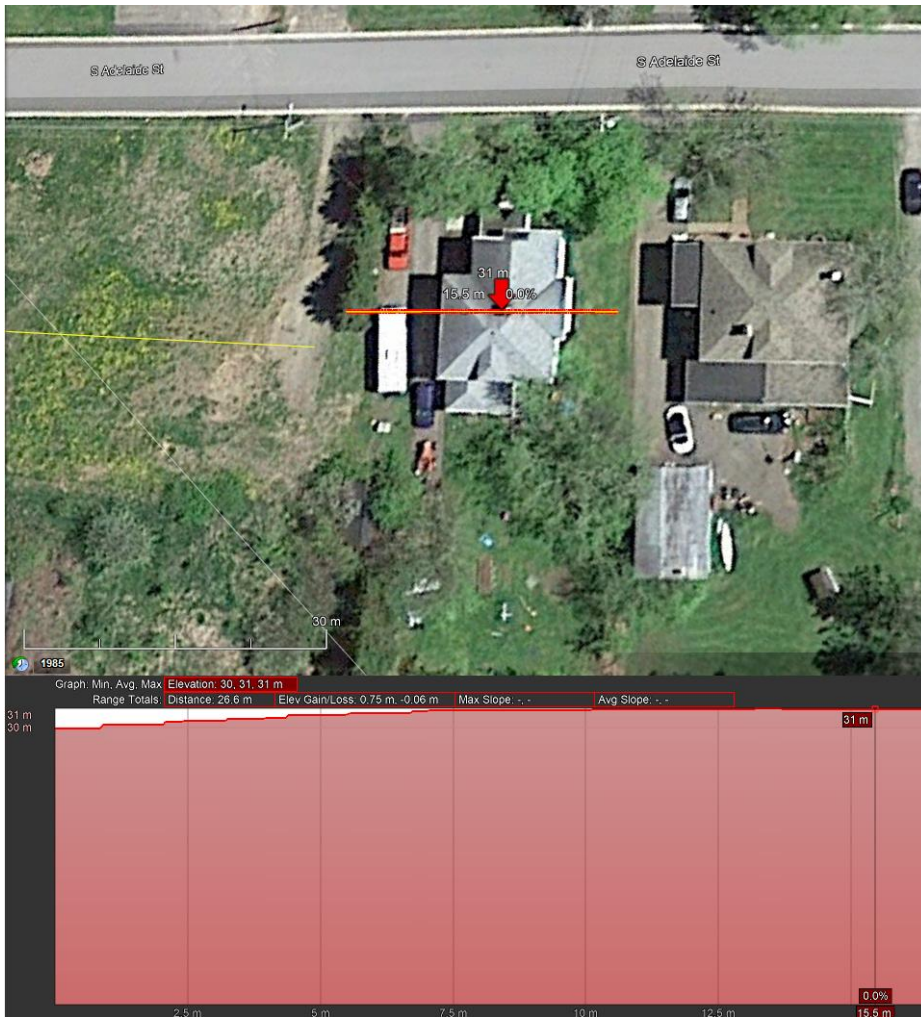 S Adelaide St
S Adelaide St
31 m
15.5 m 0.0%
30 m
1985
Graph: Min, Avg, Max Elevation: 30, 31, 31 m
Range Totals: Distance: 26.6 m Elev Gain/Loss: 0.75 m, -0.06 m Max Slope: -, - Avg Slope: -, -
31 m
30 m
31 m
0.0%
2.5 m 5 m 7.5 m 10 m 12.5 m 15.5 m